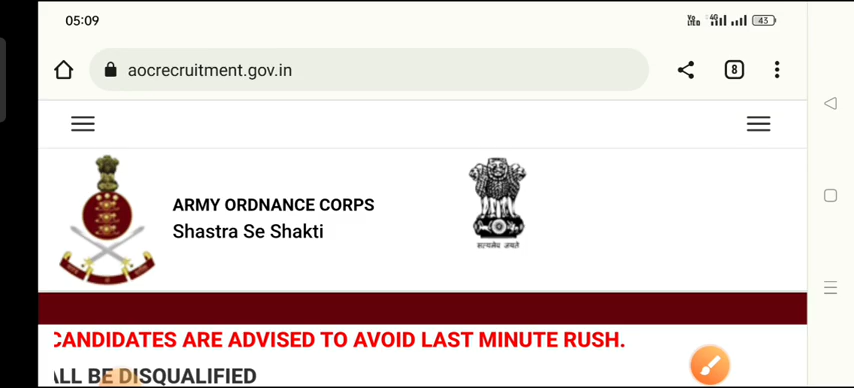 05:09
4G
43
aocrecruitment.gov.in
8
ARMY ORDNANCE CORPS
Shastra Se Shakti
सत्यमेव जयते
CANDIDATES ARE ADVISED TO AVOID LAST MINUTE RUSH.
ALL BE DISQUALIFIED